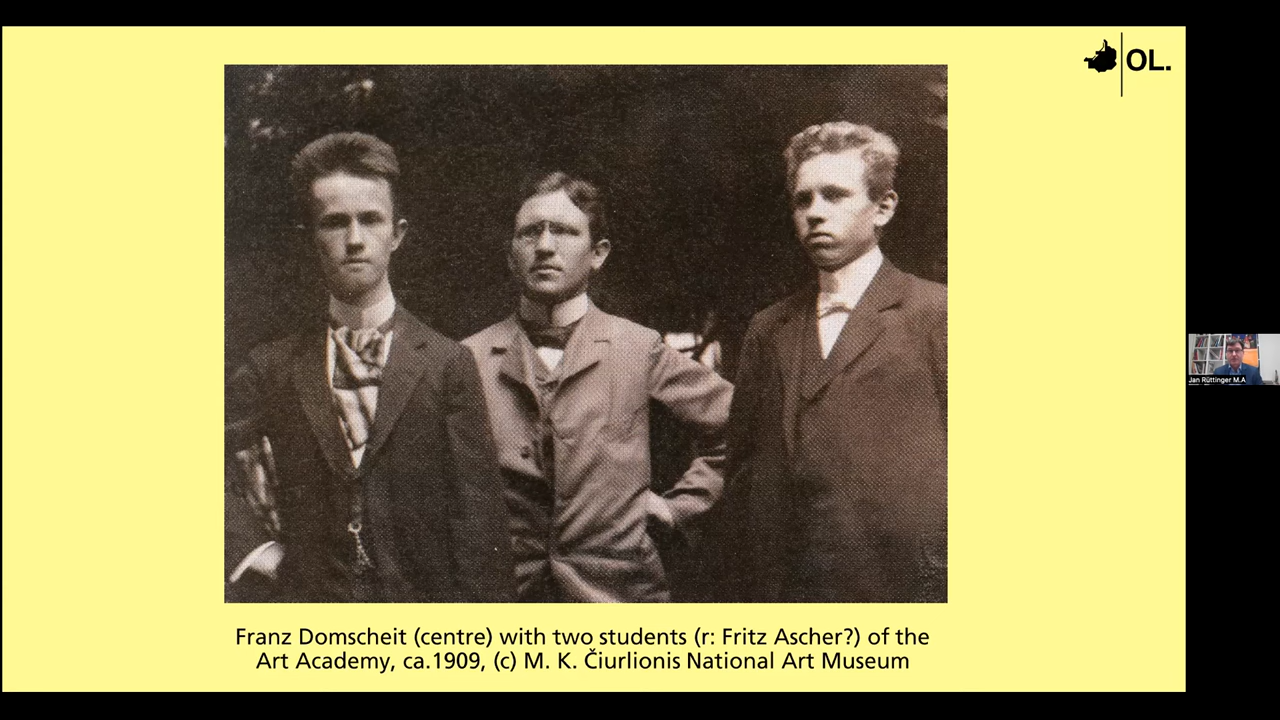 OL.
Franz Domscheit (centre) with two students (r: Fritz Ascher?) of the
Art Academy, ca.1909, (c) M. K. Čiurlionis National Art Museum
Jan Rüttinger M.A